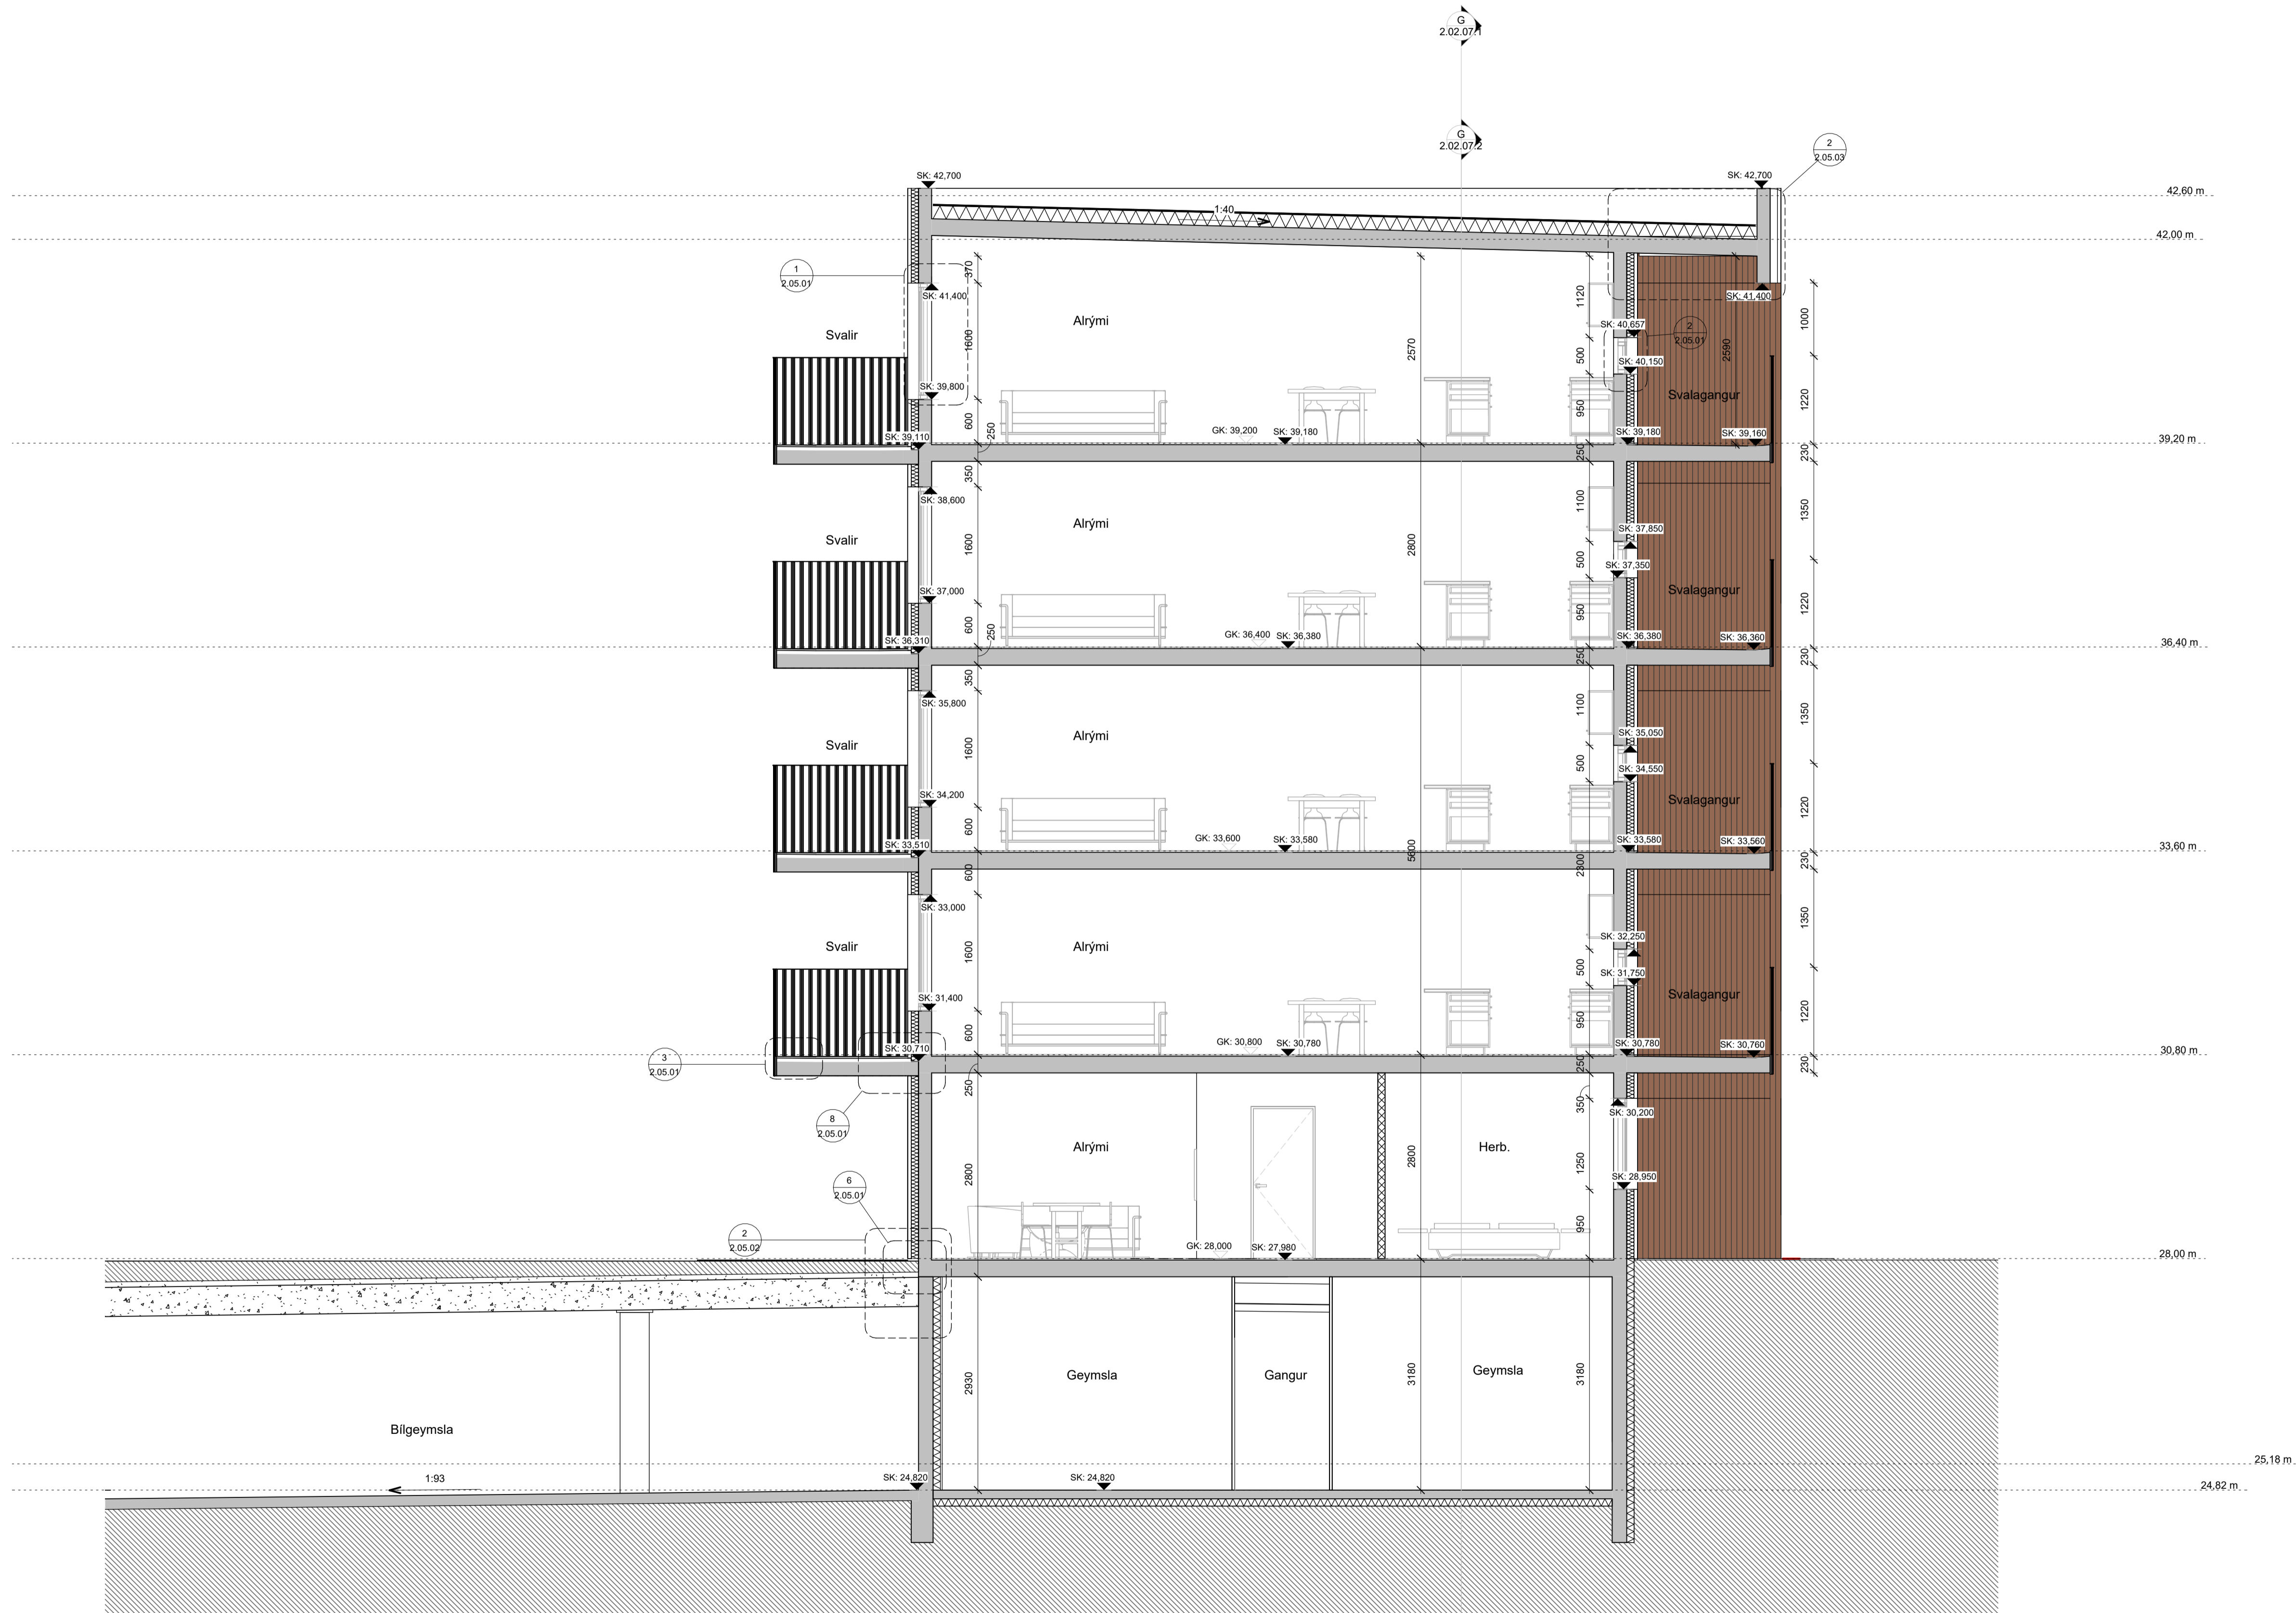 G
2.02.07.1
G
2.02.07.2
2
2.05.03
SK: 42,700
SK: 42,700
42,60 m
1:40
42,00 m
1
2.05.01
370
SK: 41,400
1120
SK: 41,400
Svalir
Alrými
1600
2570
SK: 40,657
2
2.05.01
2590
1000
500
SK: 40,150
SK: 39,800
Svalagangur
950
1220
600
250
SK: 39,110
GK: 39,200
SK: 39,180
SK: 39,180
SK: 39,160
39,20 m
250
230
350
SK: 38,600
1100
1350
Svalir
Alrými
SK: 37,850
1600
2800
500
SK: 37,350
SK: 37,000
Svalagangur
950
1220
600
250
SK: 36,310
GK: 36,400
SK: 36,380
SK: 36,380
SK: 36,360
36,40 m
250
230
350
SK: 35,800
1100
1350
Svalir
Alrými
SK: 35,050
1600
500
SK: 34,550
SK: 34,200
Svalagangur
1220
600
SK: 33,510
GK: 33,600
SK: 33,580
5600
SK: 33,580
SK: 33,560
33,60 m
600
2800
230
SK: 33,000
1350
Svalir
Alrými
SK: 32,250
1600
500
SK: 31,750
SK: 31,400
Svalagangur
950
1220
600
SK: 30,710
GK: 30,800
SK: 30,780
SK: 30,780
SK: 30,760
30,80 m
3
2.05.01
250
250
230
350
SK: 30,200
8
2.05.01
Alrými
2800
2800
Herb.
1250
SK: 28,950
6
2.05.01
950
2
2.05.02
GK: 28,000
SK: 27,980
28,00 m
Geymsla
Gangur
Geymsla
2930
3180
3180
Bílgeymsla
25,18 m
1:93
SK: 24,820
SK: 24,820
24,82 m